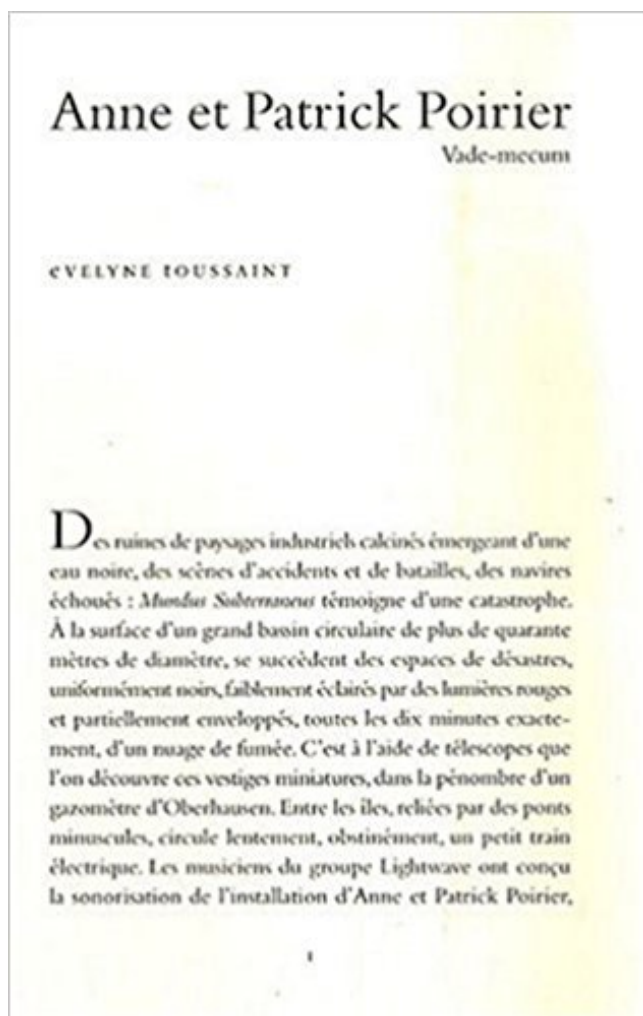 Anne et Patrick Poirier
Vade-mecum
eVELYNE tOUSSAINT
Des ruines de paysages industriels calcinés émergeant d'une
eau noire, des scènes d'accidents et de batailles, des navires
échoués : Mundus Subterraneus témoigne d'une catastrophe.
À la surface d'un grand bassin circulaire de plus de quarante
mètres de diamètre, se succèdent des espaces de désastres,
uniformément noirs, faiblement éclairés par des lumières rouges
et partiellement enveloppés, toutes les dix minutes exacte-
ment, d'un nuage de fumée. C'est à l'aide de télescopes que
l'on découvre ces vestiges miniatures, dans la pénombre d'un
gazomètre d'Oberhausen. Entre les îles, reliées par des ponts
minuscules, circule lentement, obstinément, un petit train
électrique. Les musiciens du groupe Lightwave ont conçu
la sonorisation de l'installation d'Anne et Patrick Poirier,
1